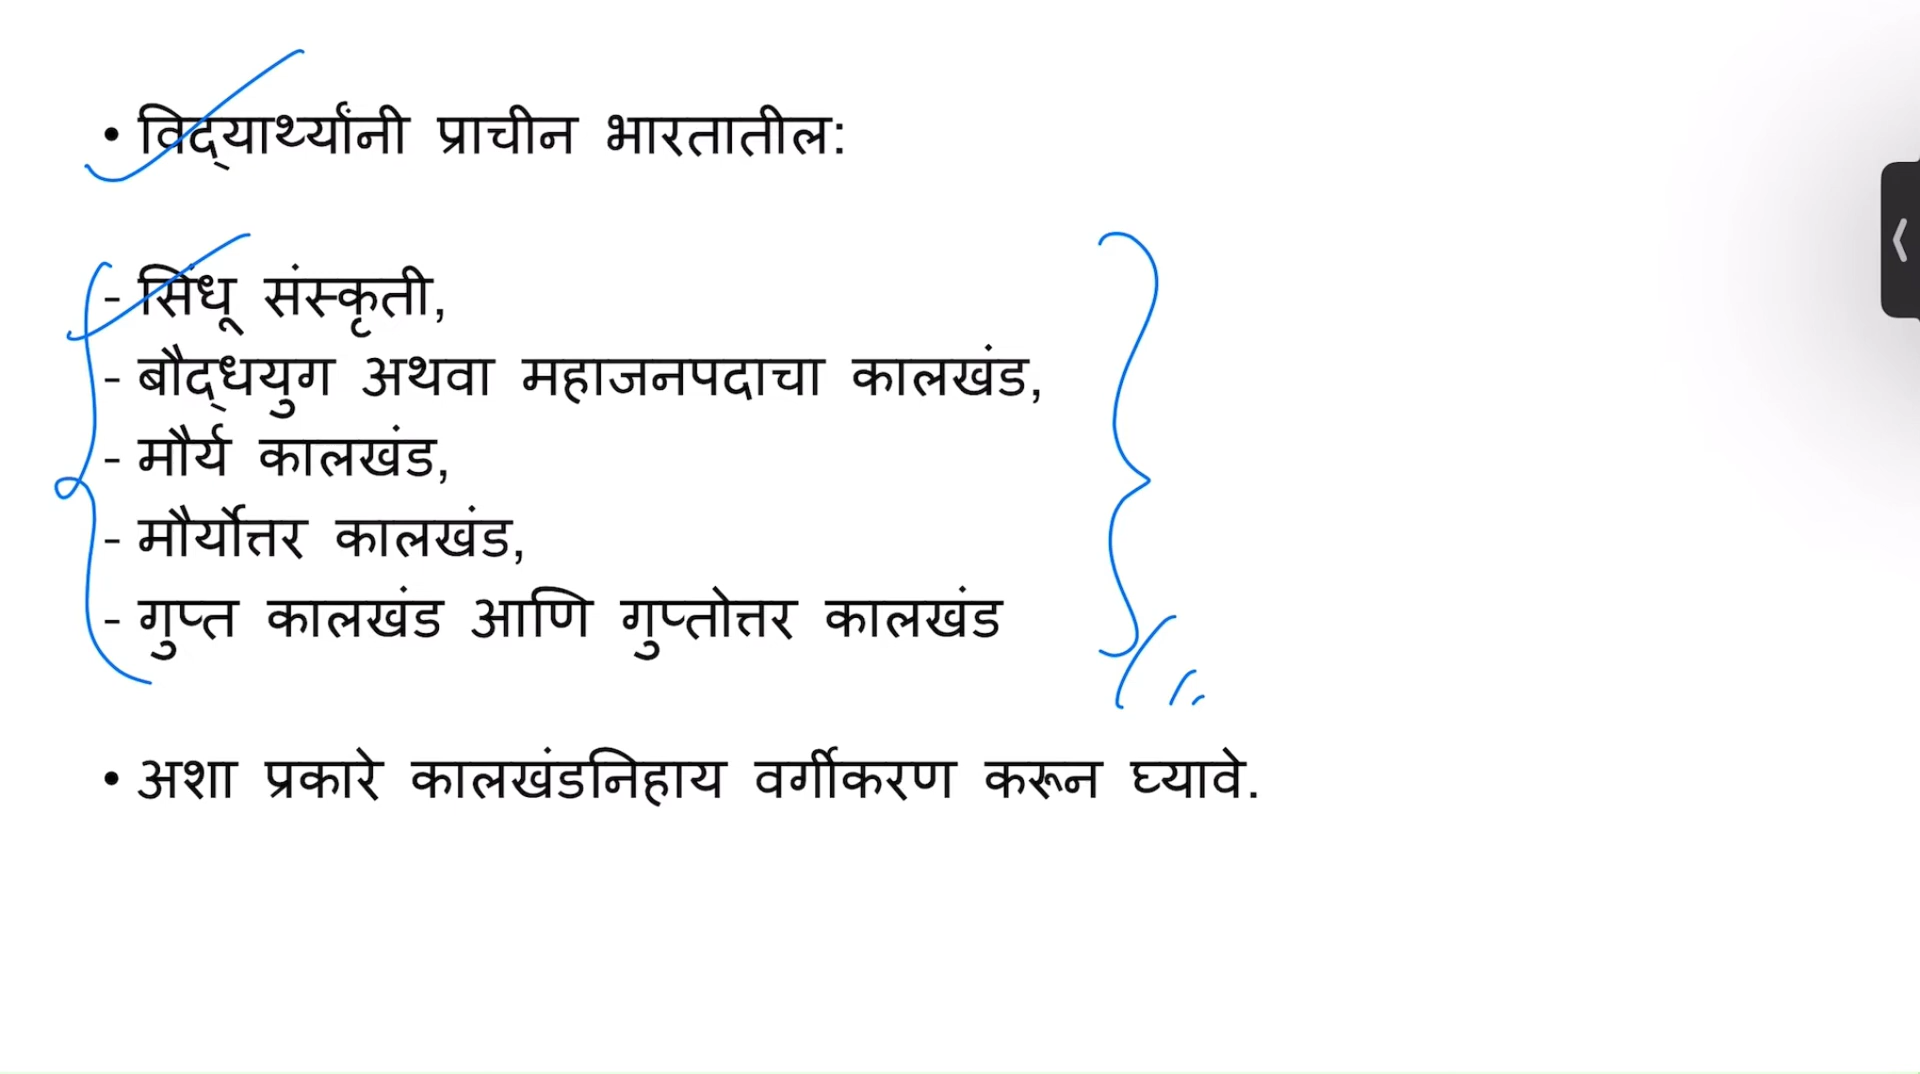 • विद्यार्थ्यांनी प्राचीन भारतातील:
- सिंधू संस्कृती,
- बौद्धयुग अथवा महाजनपदाचा कालखंड,
- मौर्य कालखंड,
- मौर्योत्तर कालखंड,
- गुप्त कालखंड आणि गुप्तोत्तर कालखंड
• अशा प्रकारे कालखंडनिहाय वर्गीकरण करून घ्यावे.